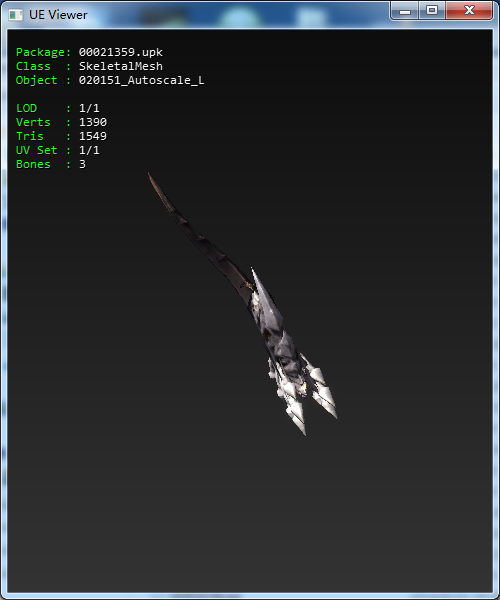 UE Viewer
Package: 00021359.upk
Class : SkeletalMesh
Object : 020151_Autoscale_L
LOD : 1/1
Verts : 1390
Tris : 1549
UV Set : 1/1
Bones : 3